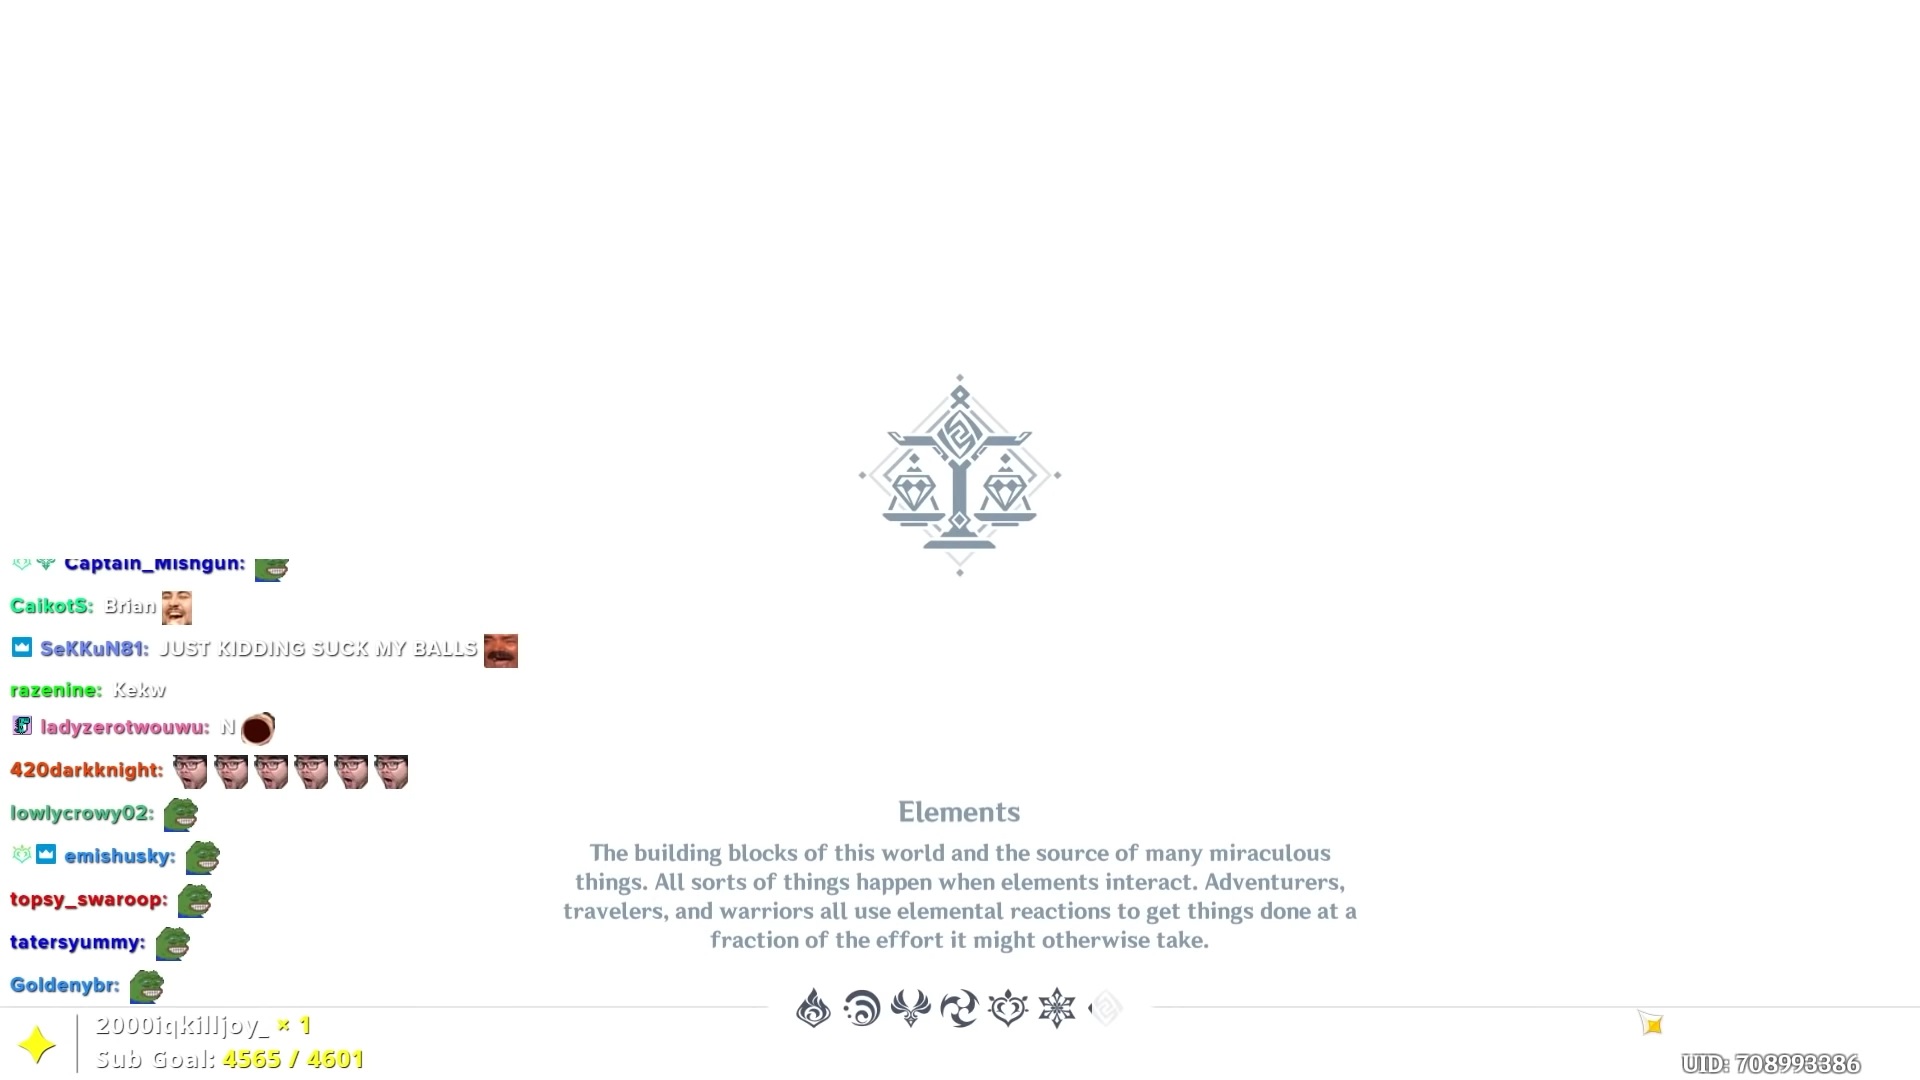 Captain_Mishgun:
CaikotS: Brian
SeKKuN81: JUST KIDDING SUCK MY BALLS
razenine: Kekw
ladyzerotwouwu: N
420darkknight:
lowlycrowy02:
emishusky:
topsy_swaroop:
tatersyummy:
Goldenybr:
Elements
The building blocks of this world and the source of many miraculous
things. All sorts of things happen when elements interact. Adventurers,
travelers, and warriors all use elemental reactions to get things done at a
fraction of the effort it might otherwise take.
2000iqkilljoy_ × 1
Sub Goal: 4565 / 4601
UID: 708993386